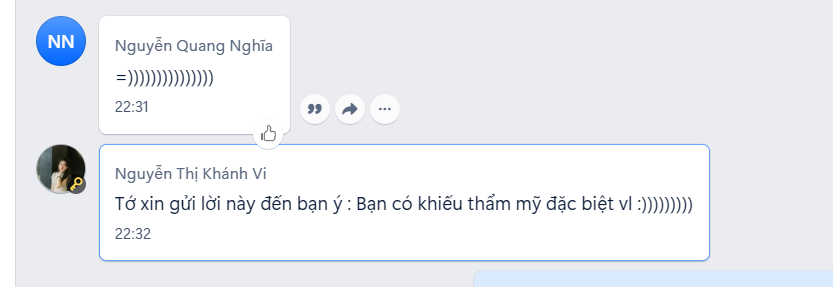 NN
Nguyễn Quang Nghĩa
=)))))))))))))))
22:31
Nguyễn Thị Khánh Vi
Tớ xin gửi lời này đến bạn ý : Bạn có khiếu thẩm mỹ đặc biệt vl :)))))))))
22:32